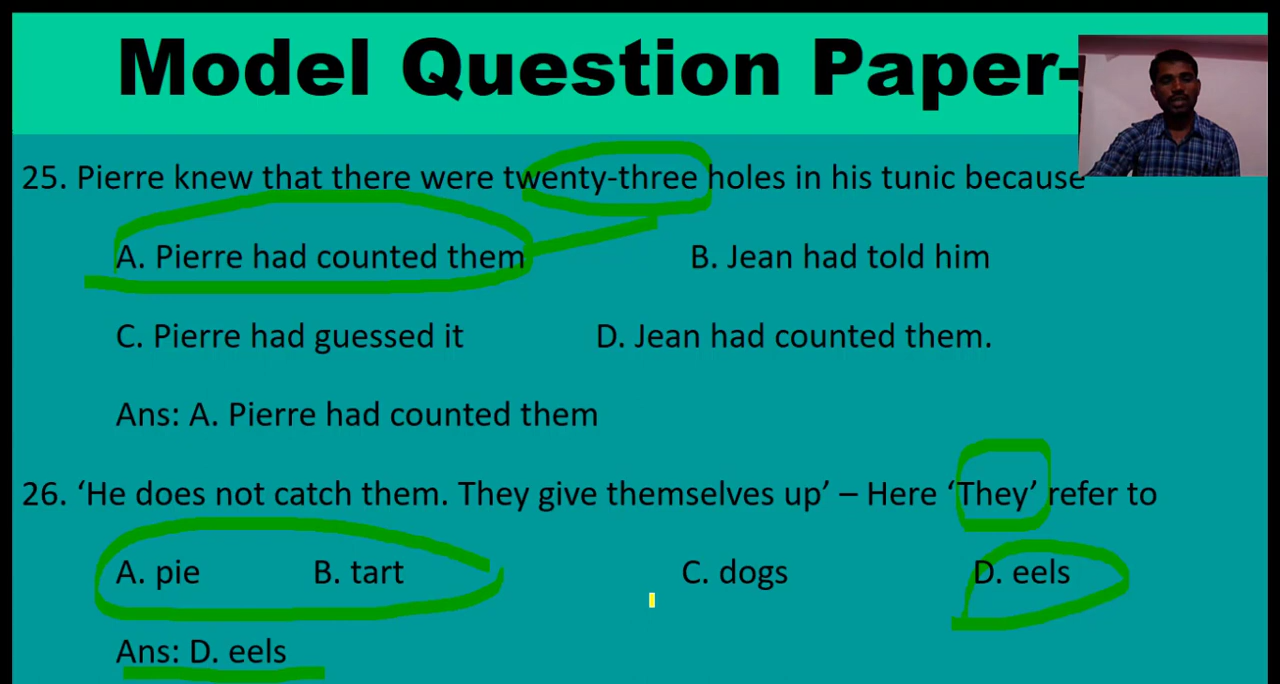 Model Question Paper-
25. Pierre knew that there were twenty-three holes in his tunic because
A. Pierre had counted them B. Jean had told him
C. Pierre had guessed it D. Jean had counted them.
Ans: A. Pierre had counted them
26. ‘He does not catch them. They give themselves up’ – Here ‘They’ refer to
A. pie B. tart C. dogs D. eels
Ans: D. eels